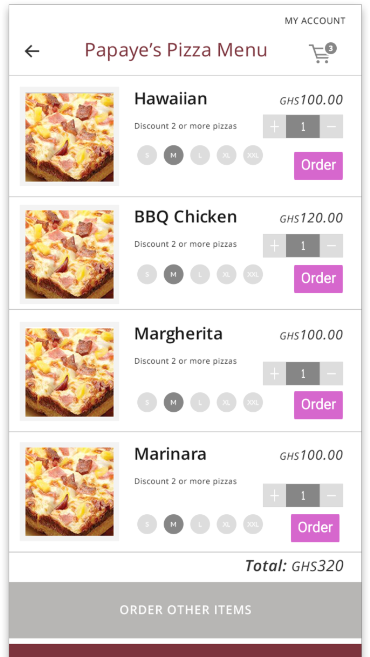 MY ACCOUNT
Papaye's Pizza Menu
3
Hawaiian
GHS100.00
Discount 2 or more pizzas
+ 1 −
S M L XL XXL
Order
BBQ Chicken
GHS120.00
Discount 2 or more pizzas
+ 1 −
S M L XL XXL
Order
Margherita
GHS100.00
Discount 2 or more pizzas
+ 1 −
S M L XL XXL
Order
Marinara
GHS100.00
Discount 2 or more pizzas
+ 1 −
S M L XL XXL
Order
Total: GHS320
ORDER OTHER ITEMS